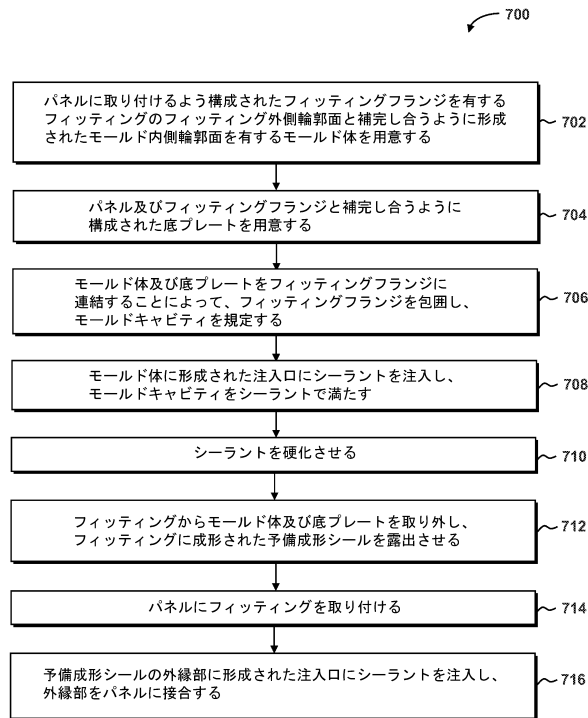 700
パネルに取り付けるよう構成されたフィッティングフランジを有する
フィッティングのフィッティング外側輪郭面と補完し合うように形成
されたモールド内側輪郭面を有するモールド体を用意する
702
パネル及びフィッティングフランジと補完し合うように
構成された底プレートを用意する
704
モールド体及び底プレートをフィッティングフランジに
連結することによって、フィッティングフランジを包囲し、
モールドキャビティを規定する
706
モールド体に形成された注入口にシーラントを注入し、
モールドキャビティをシーラントで満たす
708
シーラントを硬化させる
710
フィッティングからモールド体及び底プレートを取り外し、
フィッティングに成形された予備成形シールを露出させる
712
パネルにフィッティングを取り付ける
714
予備成形シールの外縁部に形成された注入口にシーラントを注入し、
外縁部をパネルに接合する
716